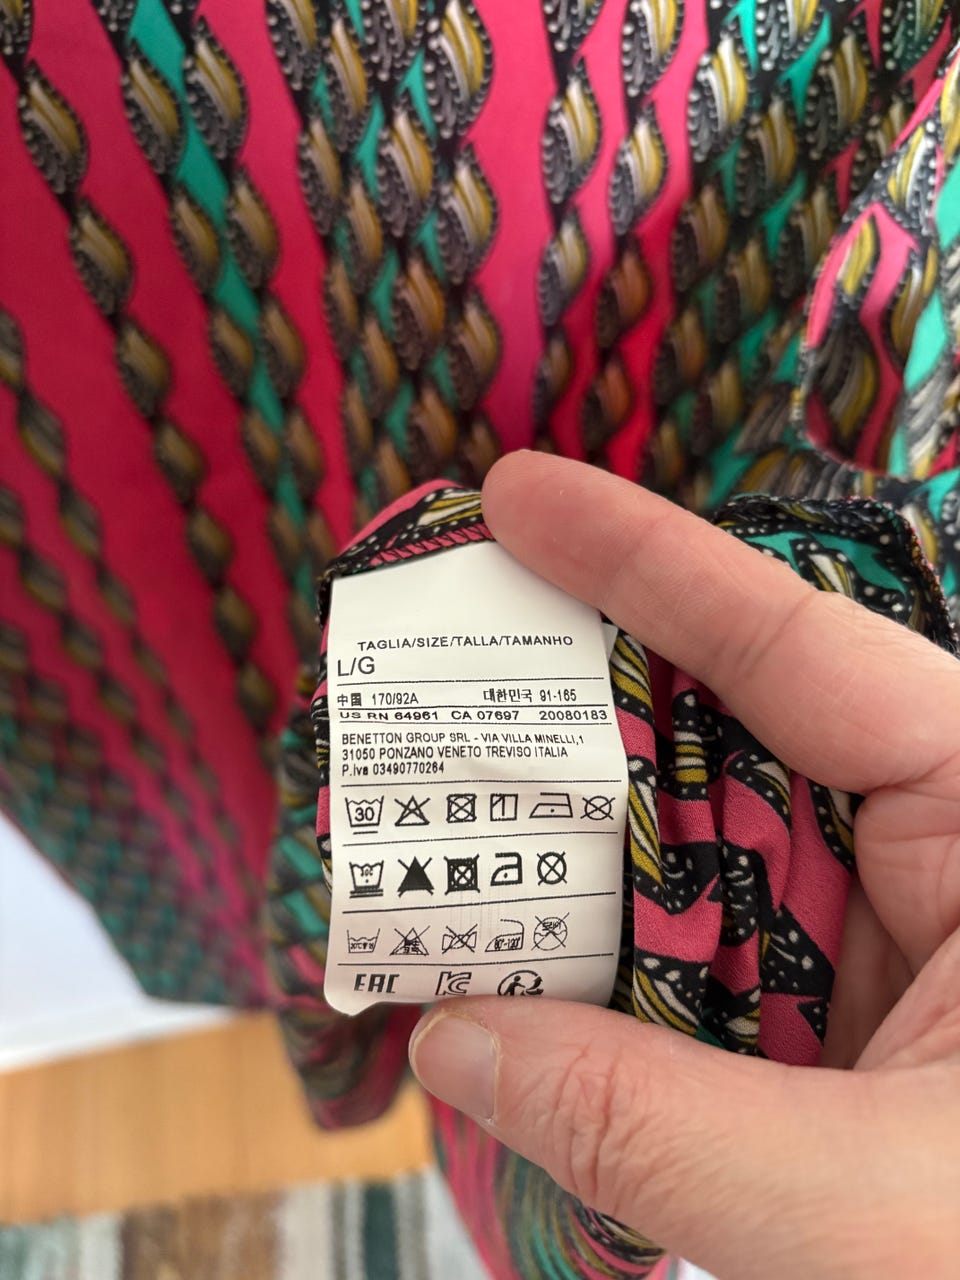 TAGLIA/SIZE/TALLA/TAMANHO
L/G
中国 170/92A 대한민국 91-165
US RN 64961 CA 07697 20080183
BENETTON GROUP SRL - VIA VILLA MINELLI,1
31050 PONZANO VENETO TREVISO ITALIA
P.Iva 03490770264
30
EAC